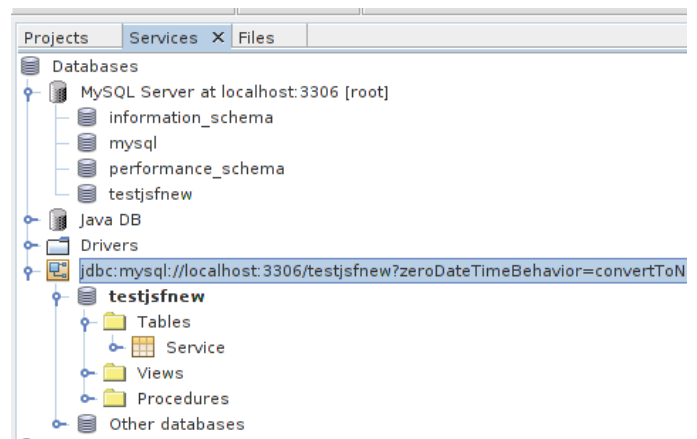 Projects Services × Files
Databases
MySQL Server at localhost:3306 [root]
information_schema
mysql
performance_schema
testjsfnew
Java DB
Drivers
jdbc:mysql://localhost:3306/testjsfnew?zeroDateTimeBehavior=convertToN
testjsfnew
Tables
Service
Views
Procedures
Other databases